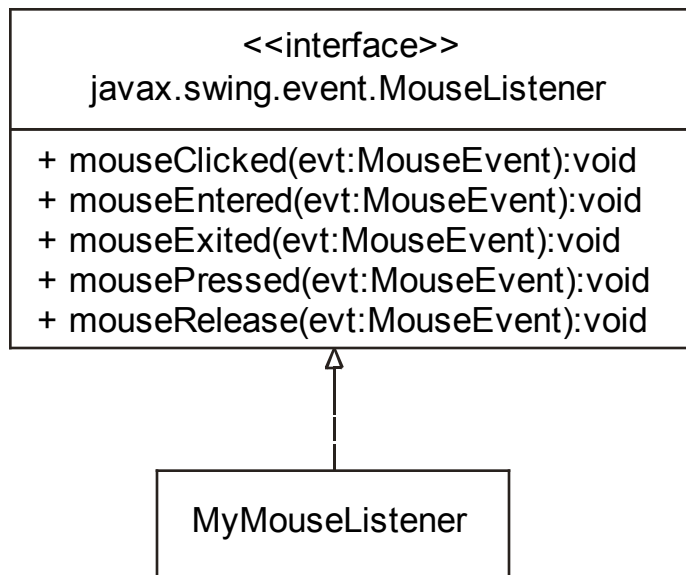 <<interface>>
javax.swing.event.MouseListener
+ mouseClicked(evt:MouseEvent):void
+ mouseEntered(evt:MouseEvent):void
+ mouseExited(evt:MouseEvent):void
+ mousePressed(evt:MouseEvent):void
+ mouseRelease(evt:MouseEvent):void
MyMouseListener